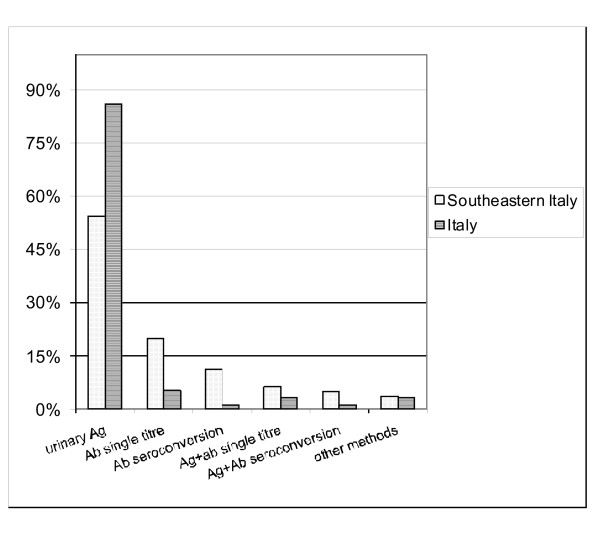 90%
75%
60%
45%
30%
15%
0%
urinary Ag
Ab single titre
Ab seroconversion
Ag+ab single titre
Ag+Ab seroconversion
other methods
Southeastern Italy
Italy